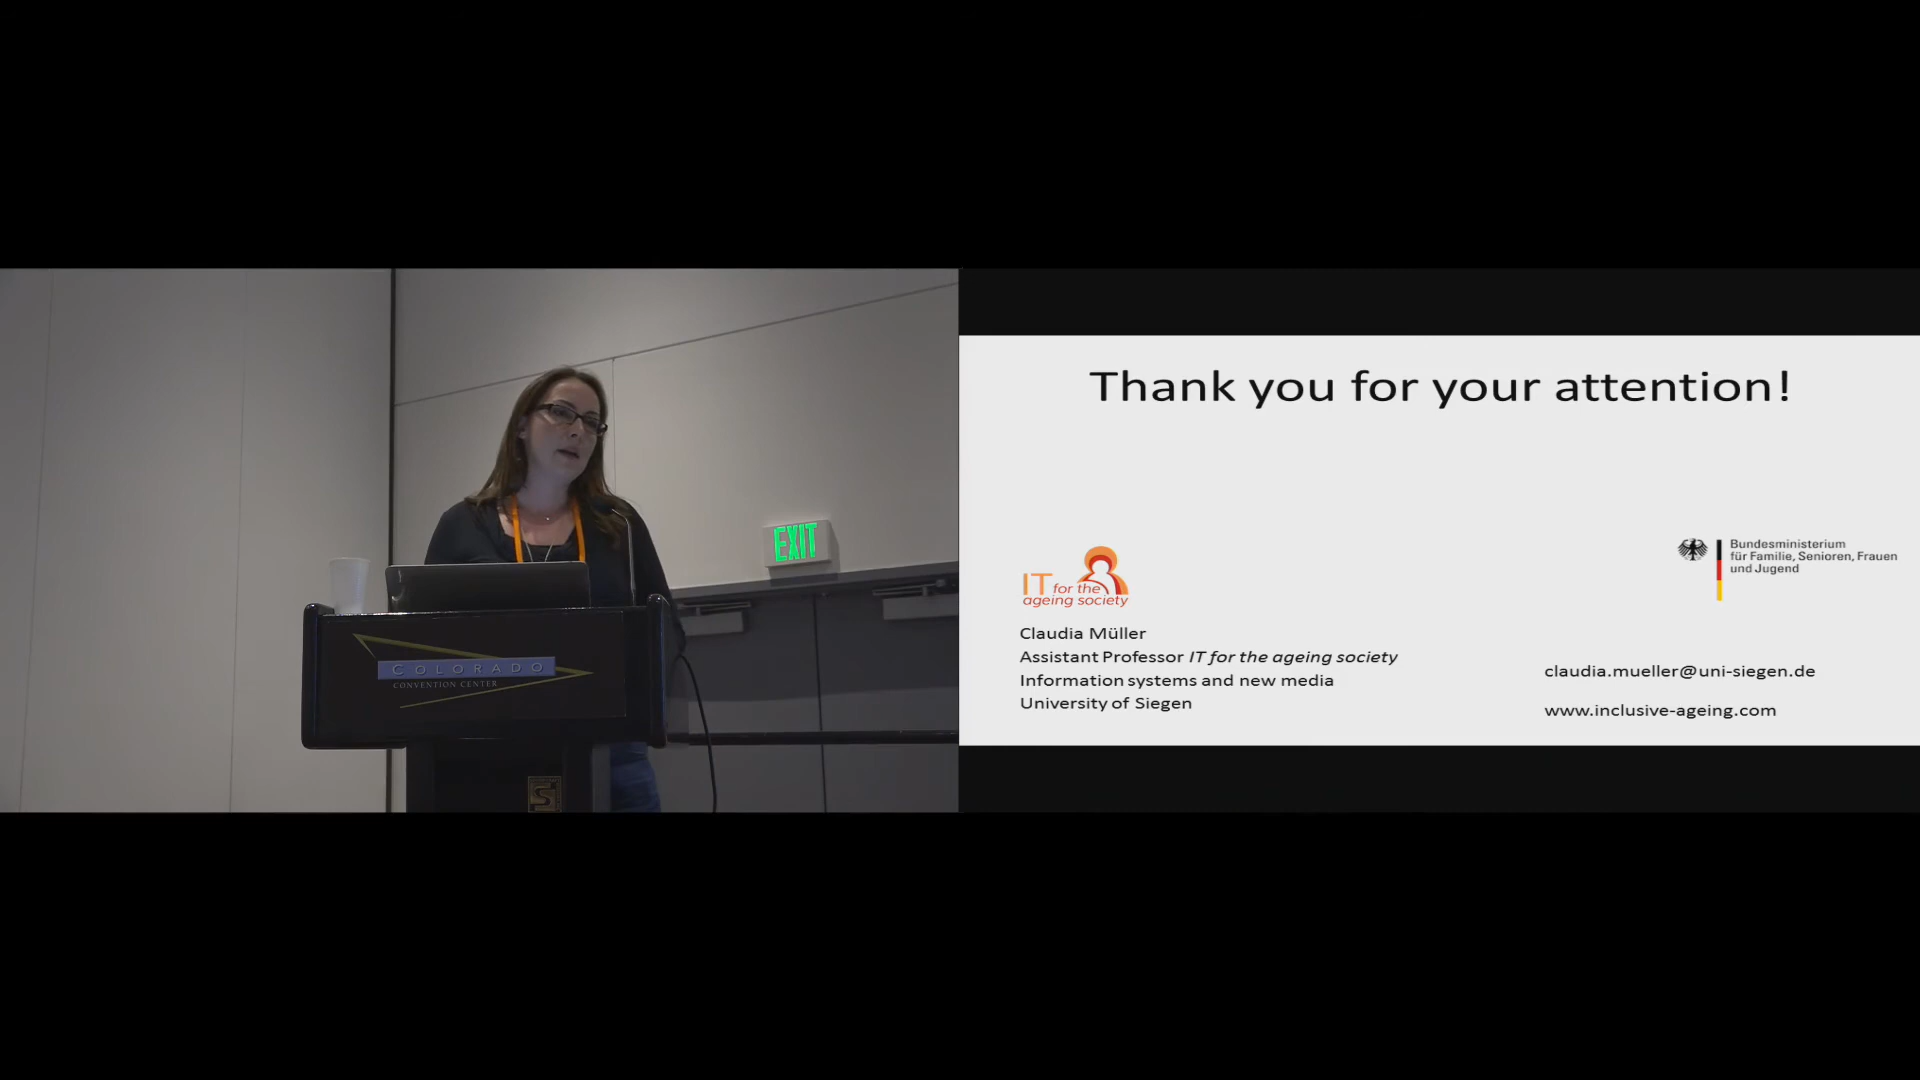 EXIT
COLORADO
CONVENTION CENTER
Thank you for your attention!
IT for the
ageing society
Bundesministerium
für Familie, Senioren, Frauen
und Jugend
Claudia Müller
Assistant Professor IT for the ageing society
Information systems and new media
University of Siegen
claudia.mueller@uni-siegen.de
www.inclusive-ageing.com